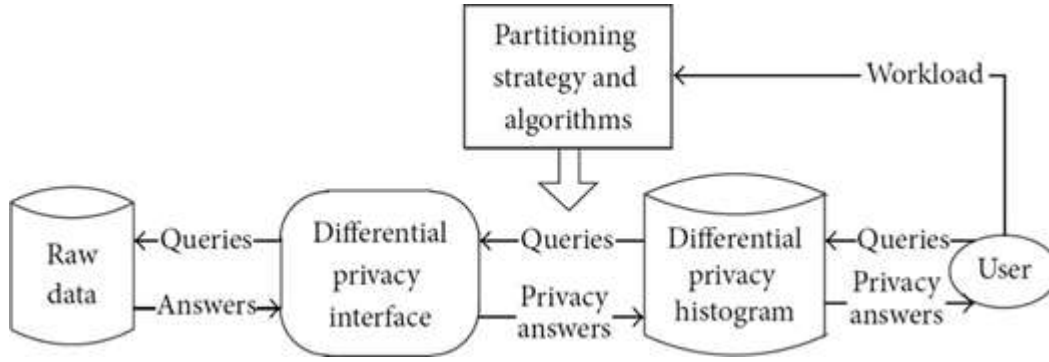 Partitioning
strategy and
algorithms
Workload
Raw
data
Queries
Answers
Differential
privacy
interface
Queries
Privacy
answers
Differential
privacy
histogram
Queries
Privacy
answers
User